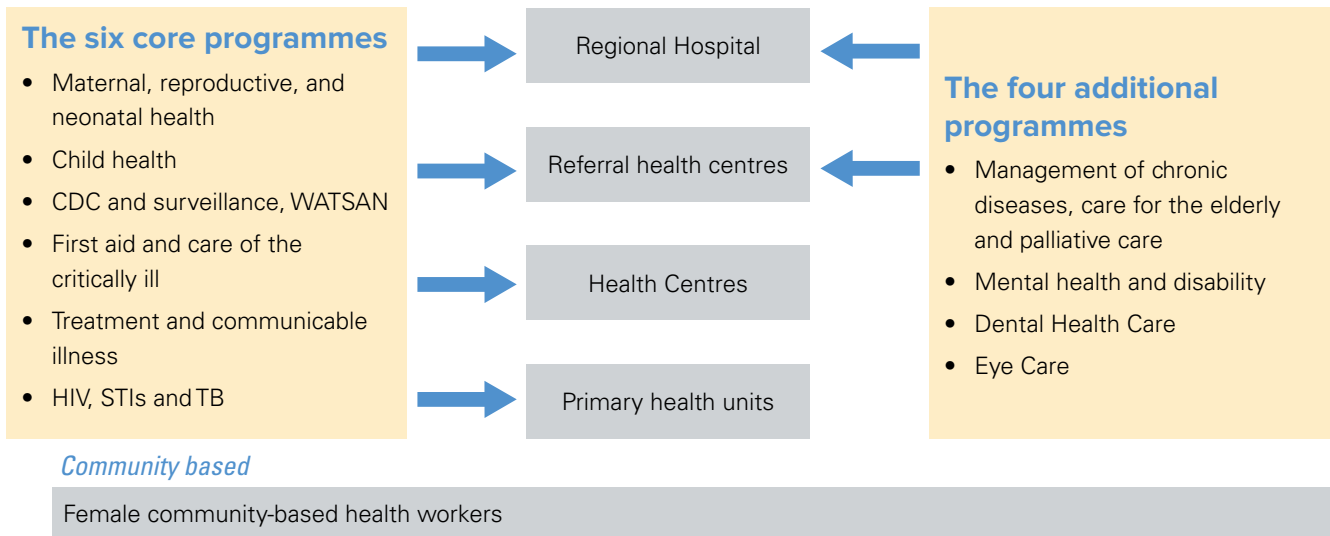 The six core programmes
• Maternal, reproductive, and
neonatal health
• Child health
• CDC and surveillance, WATSAN
• First aid and care of the
critically ill
• Treatment and communicable
illness
• HIV, STIs and TB
Regional Hospital
Referral health centres
Health Centres
Primary health units
The four additional
programmes
• Management of chronic
diseases, care for the elderly
and palliative care
• Mental health and disability
• Dental Health Care
• Eye Care
Community based
Female community-based health workers